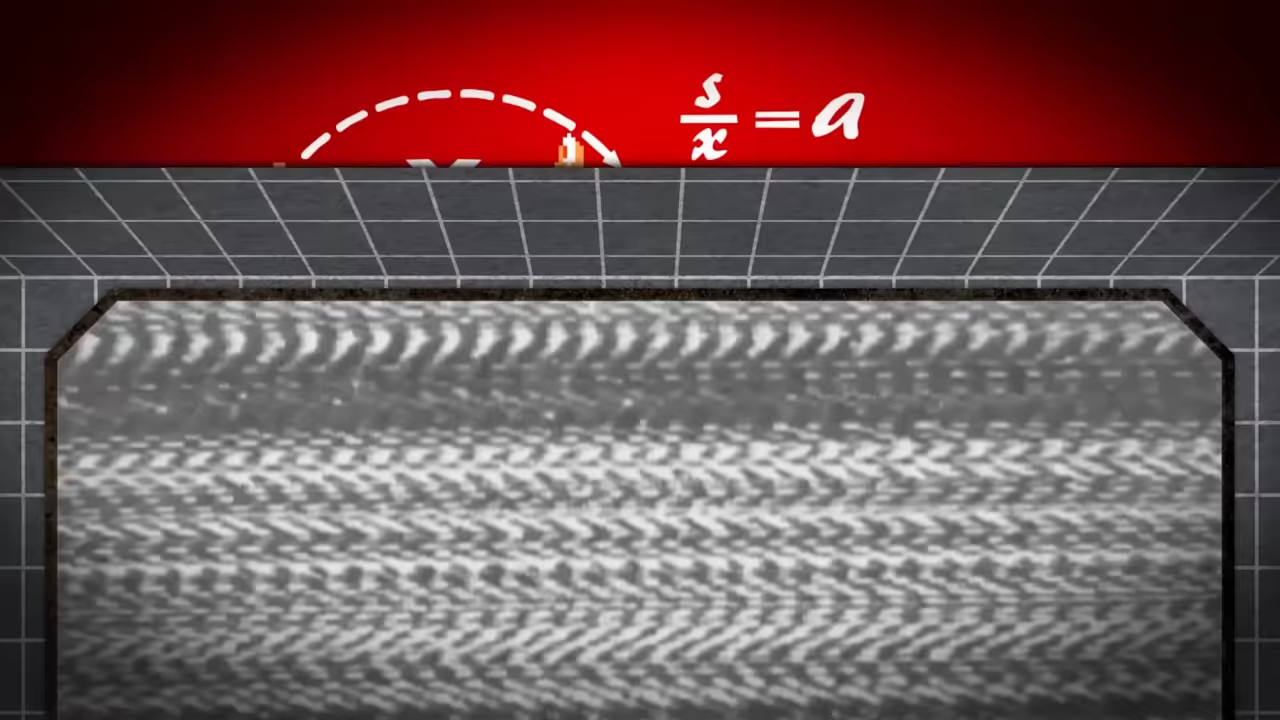 s/x = a